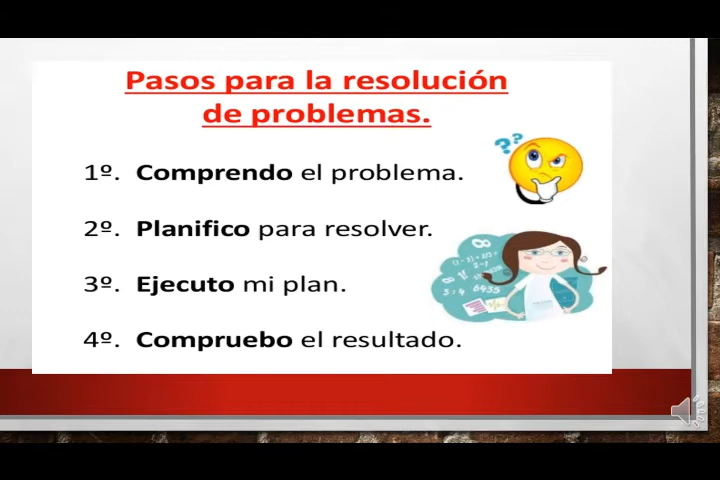 Pasos para la resolución
de problemas.
1º. Comprendo el problema.
2º. Planifico para resolver.
3º. Ejecuto mi plan.
4º. Compruebo el resultado.